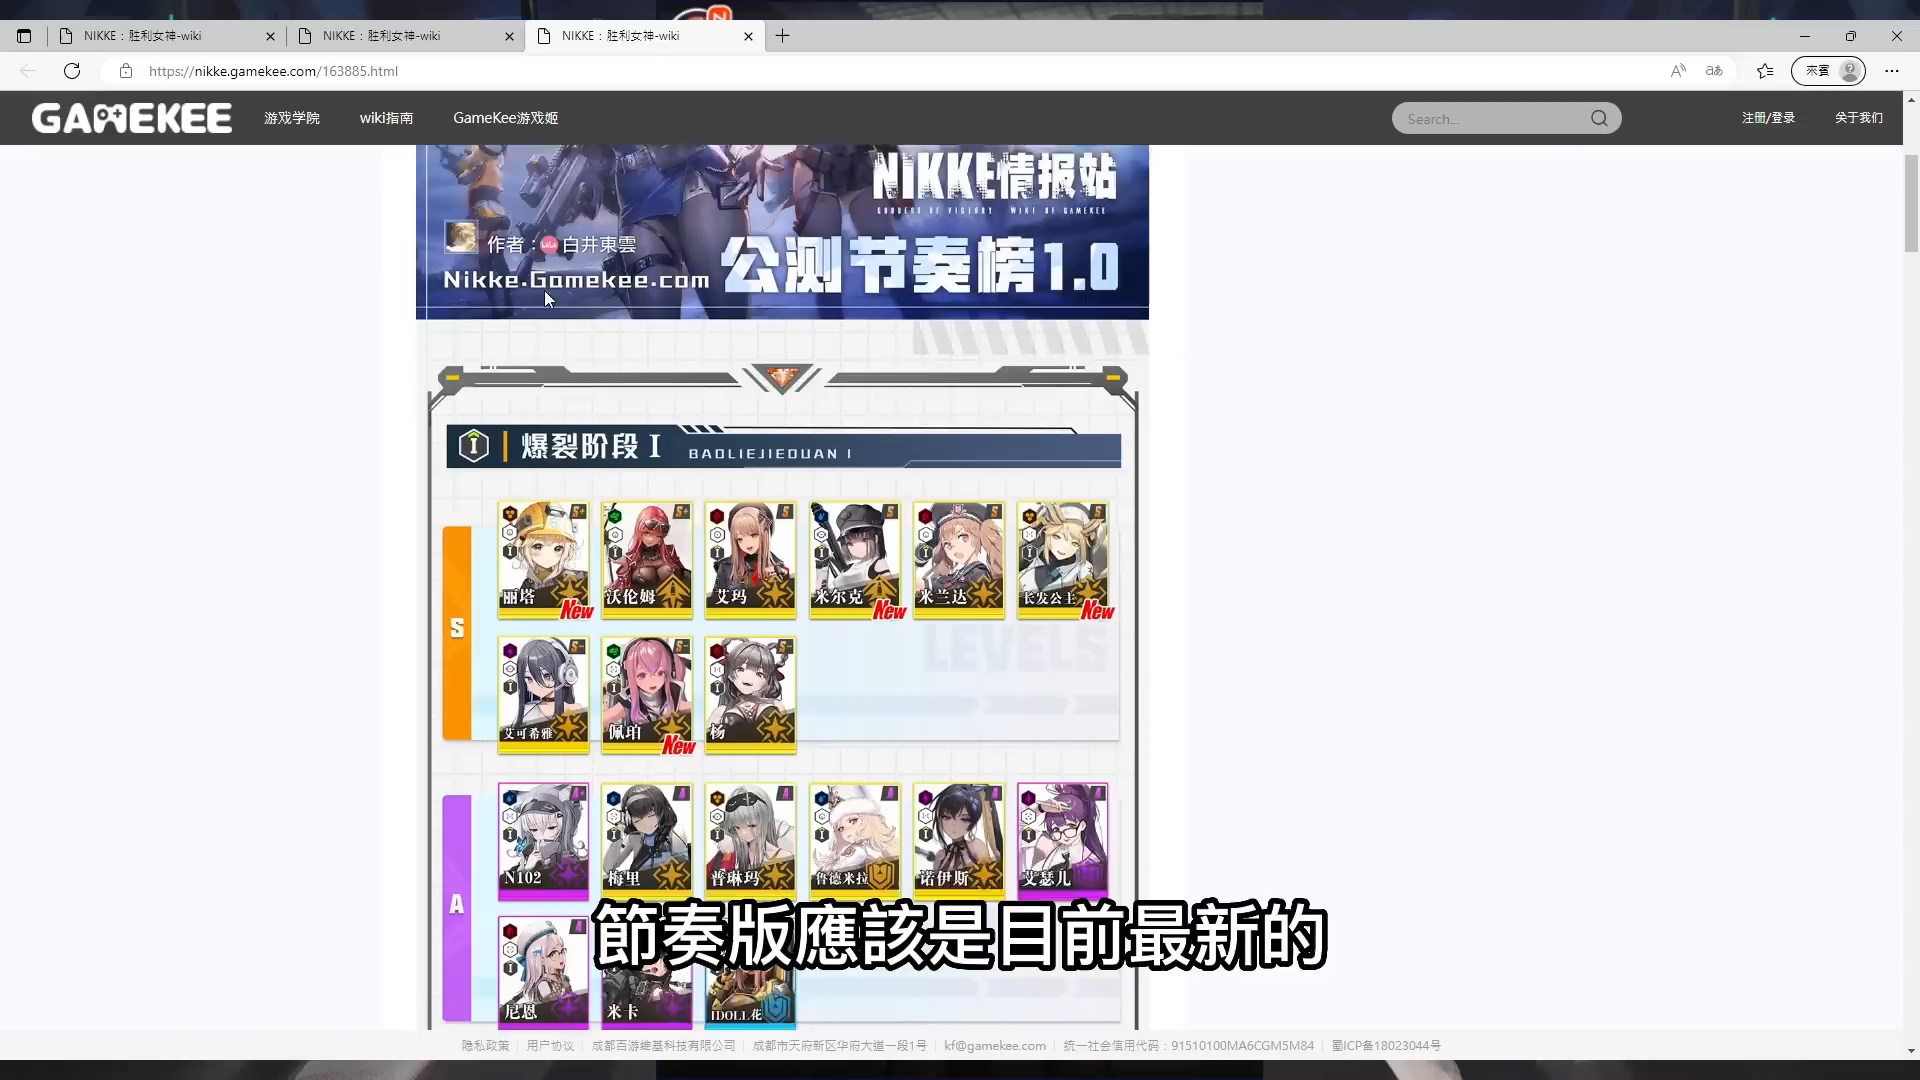 NIKKE：胜利女神-wiki
NIKKE：胜利女神-wiki
NIKKE：胜利女神-wiki
https://nikke.gamekee.com/163885.html
来賓
GAMEKEE
游戏学院
wiki指南
GameKee游戏姬
Search...
注册/登录
关于我们
NIKKE情报站
GODDESS OF VICTORY WIKI OF GAMEKEE
作者：白井東雲
Nikke.Gamekee.com
公测节奏榜1.0
I
爆裂阶段 I
BAOLIEJIEDUAN I
S+ S+ S S S S
丽塔 沃伦姆 艾玛 米尔克 米兰达 长发公主
New New New
S
LEVELS
S- S- S-
艾可希雅 佩珀 杨
New
A+ A A A A A
N102 梅里 普琳玛 鲁德米拉 诺伊斯 艾瑟儿
A
A
節奏版應該是目前最新的
尼恩 米卡 IDOLL花
隐私政策
用户协议
成都百游维基科技有限公司
成都市天府新区华府大道一段1号
kf@gamekee.com
统一社会信用代码：91510100MA6CGM5M84
蜀ICP备18023044号